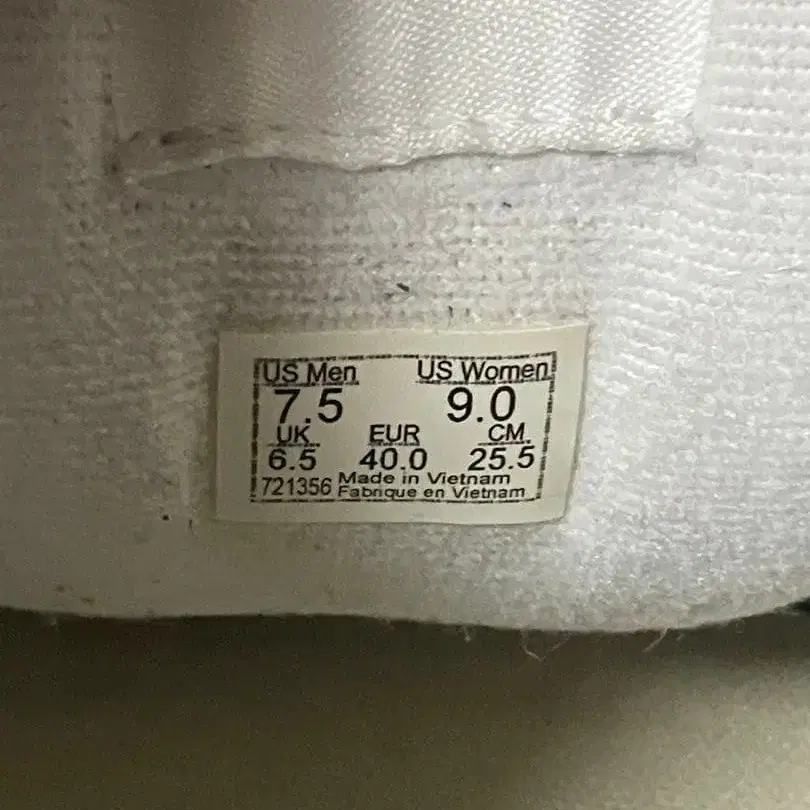 US Men US Women
7.5 9.0
UK EUR CM
6.5 40.0 25.5
721356 Made in Vietnam
Fabrique en Vietnam